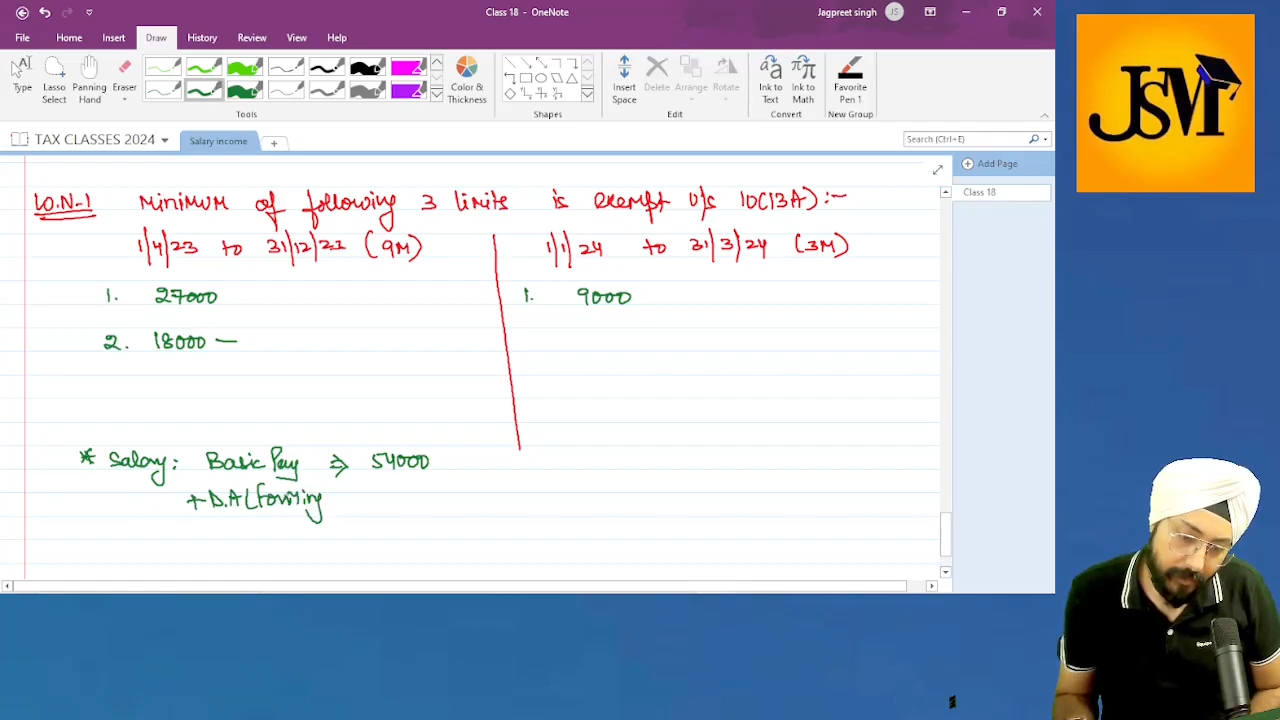 Class 18 - OneNote
Jagpreet singh JS
File Home Insert Draw History Review View Help
Type
Lasso Select
Panning Hand
Eraser
Color & Thickness
Insert Space
Delete
Arrange
Rotate
Ink to Text
Ink to Math
Favorite Pen 1
Tools
Shapes
Edit
Convert
New Group
TAX CLASSES 2024
Salary income
Search (Ctrl+E)
Add Page
Class 18
W.N-1 Minimum of following 3 limits is exempt u/s 10(13A):-
1/4/23 to 31/12/23 (9M)
1/1/24 to 31/3/24 (3M)
1. 27000
1. 9000
2. 18000 —
* Salary: Basic Pay ⇒ 54000
+ D.A (Forming
JSM